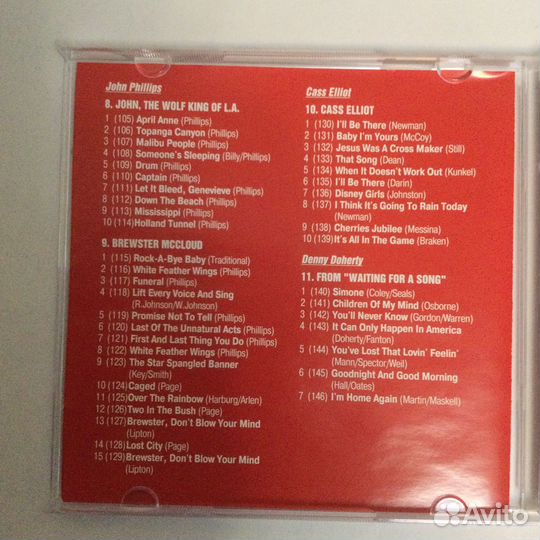 John Phillips
8. JOHN, THE WOLF KING OF L.A.
1 (105) April Anne (Phillips)
2 (106) Topanga Canyon (Phillips)
3 (107) Malibu People (Phillips)
4 (108) Someone's Sleeping (Billy/Phillips)
5 (109) Drum (Phillips)
6 (110) Captain (Phillips)
7 (111) Let It Bleed, Genevieve (Phillips)
8 (112) Down The Beach (Phillips)
9 (113) Mississippi (Phillips)
10 (114) Holland Tunnel (Phillips)
9. BREWSTER MCCLOUD
1 (115) Rock-A-Bye Baby (Traditional)
2 (116) White Feather Wings (Phillips)
3 (117) Funeral (Phillips)
4 (118) Lift Every Voice And Sing
(R.Johnson/W.Johnson)
5 (119) Promise Not To Tell (Phillips)
6 (120) Last Of The Unnatural Acts (Phillips)
7 (121) First And Last Thing You Do (Phillips)
8 (122) White Feather Wings (Phillips)
9 (123) The Star Spangled Banner
(Key/Smith)
10 (124) Caged (Page)
11 (125) Over The Rainbow (Harburg/Arlen)
12 (126) Two In The Bush (Page)
13 (127) Brewster, Don't Blow Your Mind
(Lipton)
14 (128) Lost City (Page)
15 (129) Brewster, Don't Blow Your Mind
(Lipton)
Cass Elliot
10. CASS ELLIOT
1 (130) I'll Be There (Newman)
2 (131) Baby I'm Yours (McCoy)
3 (132) Jesus Was A Cross Maker (Still)
4 (133) That Song (Dean)
5 (134) When It Doesn't Work Out (Kunkel)
6 (135) I'll Be There (Darin)
7 (136) Disney Girls (Johnston)
8 (137) I Think It's Going To Rain Today
(Newman)
9 (138) Cherries Jubilee (Messina)
10 (139) It's All In The Game (Braken)
Denny Doherty
11. FROM "WAITING FOR A SONG"
1 (140) Simone (Coley/Seals)
2 (141) Children Of My Mind (Osborne)
3 (142) You'll Never Know (Gordon/Warren)
4 (143) It Can Only Happen In America
(Doherty/Fanton)
5 (144) You've Lost That Lovin' Feelin'
(Mann/Spector/Weil)
6 (145) Goodnight And Good Morning
(Hall/Oates)
7 (146) I'm Home Again (Martin/Maskell)
Avito